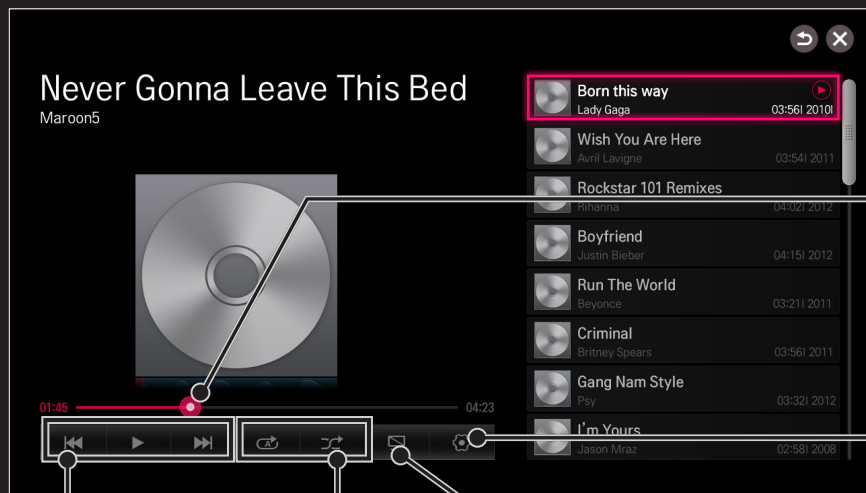 Never Gonna Leave This Bed
Maroon5
01:45
04:23
A
Born this way
Lady Gaga 03:56| 2010|
Wish You Are Here
Avril Lavigne 03:54| 2011
Rockstar 101 Remixes
Rihanna 04:02| 2012
Boyfriend
Justin Bieber 04:15| 2012
Run The World
Beyonce 03:21| 2011
Criminal
Britney Spears 03:56| 2011
Gang Nam Style
Psy 03:32| 2012
I'm Yours
Jason Mraz 02:58| 2008